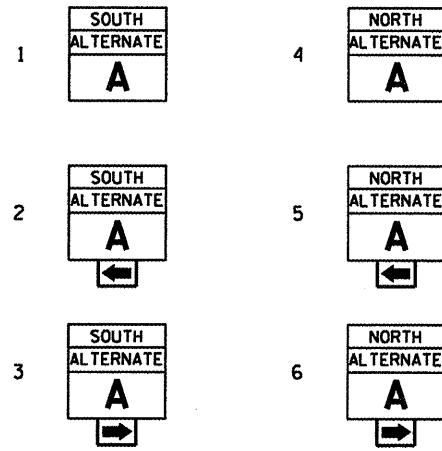 1
SOUTH
ALTERNATE
A
4
NORTH
ALTERNATE
A
2
SOUTH
ALTERNATE
A
5
NORTH
ALTERNATE
A
3
SOUTH
ALTERNATE
A
6
NORTH
ALTERNATE
A